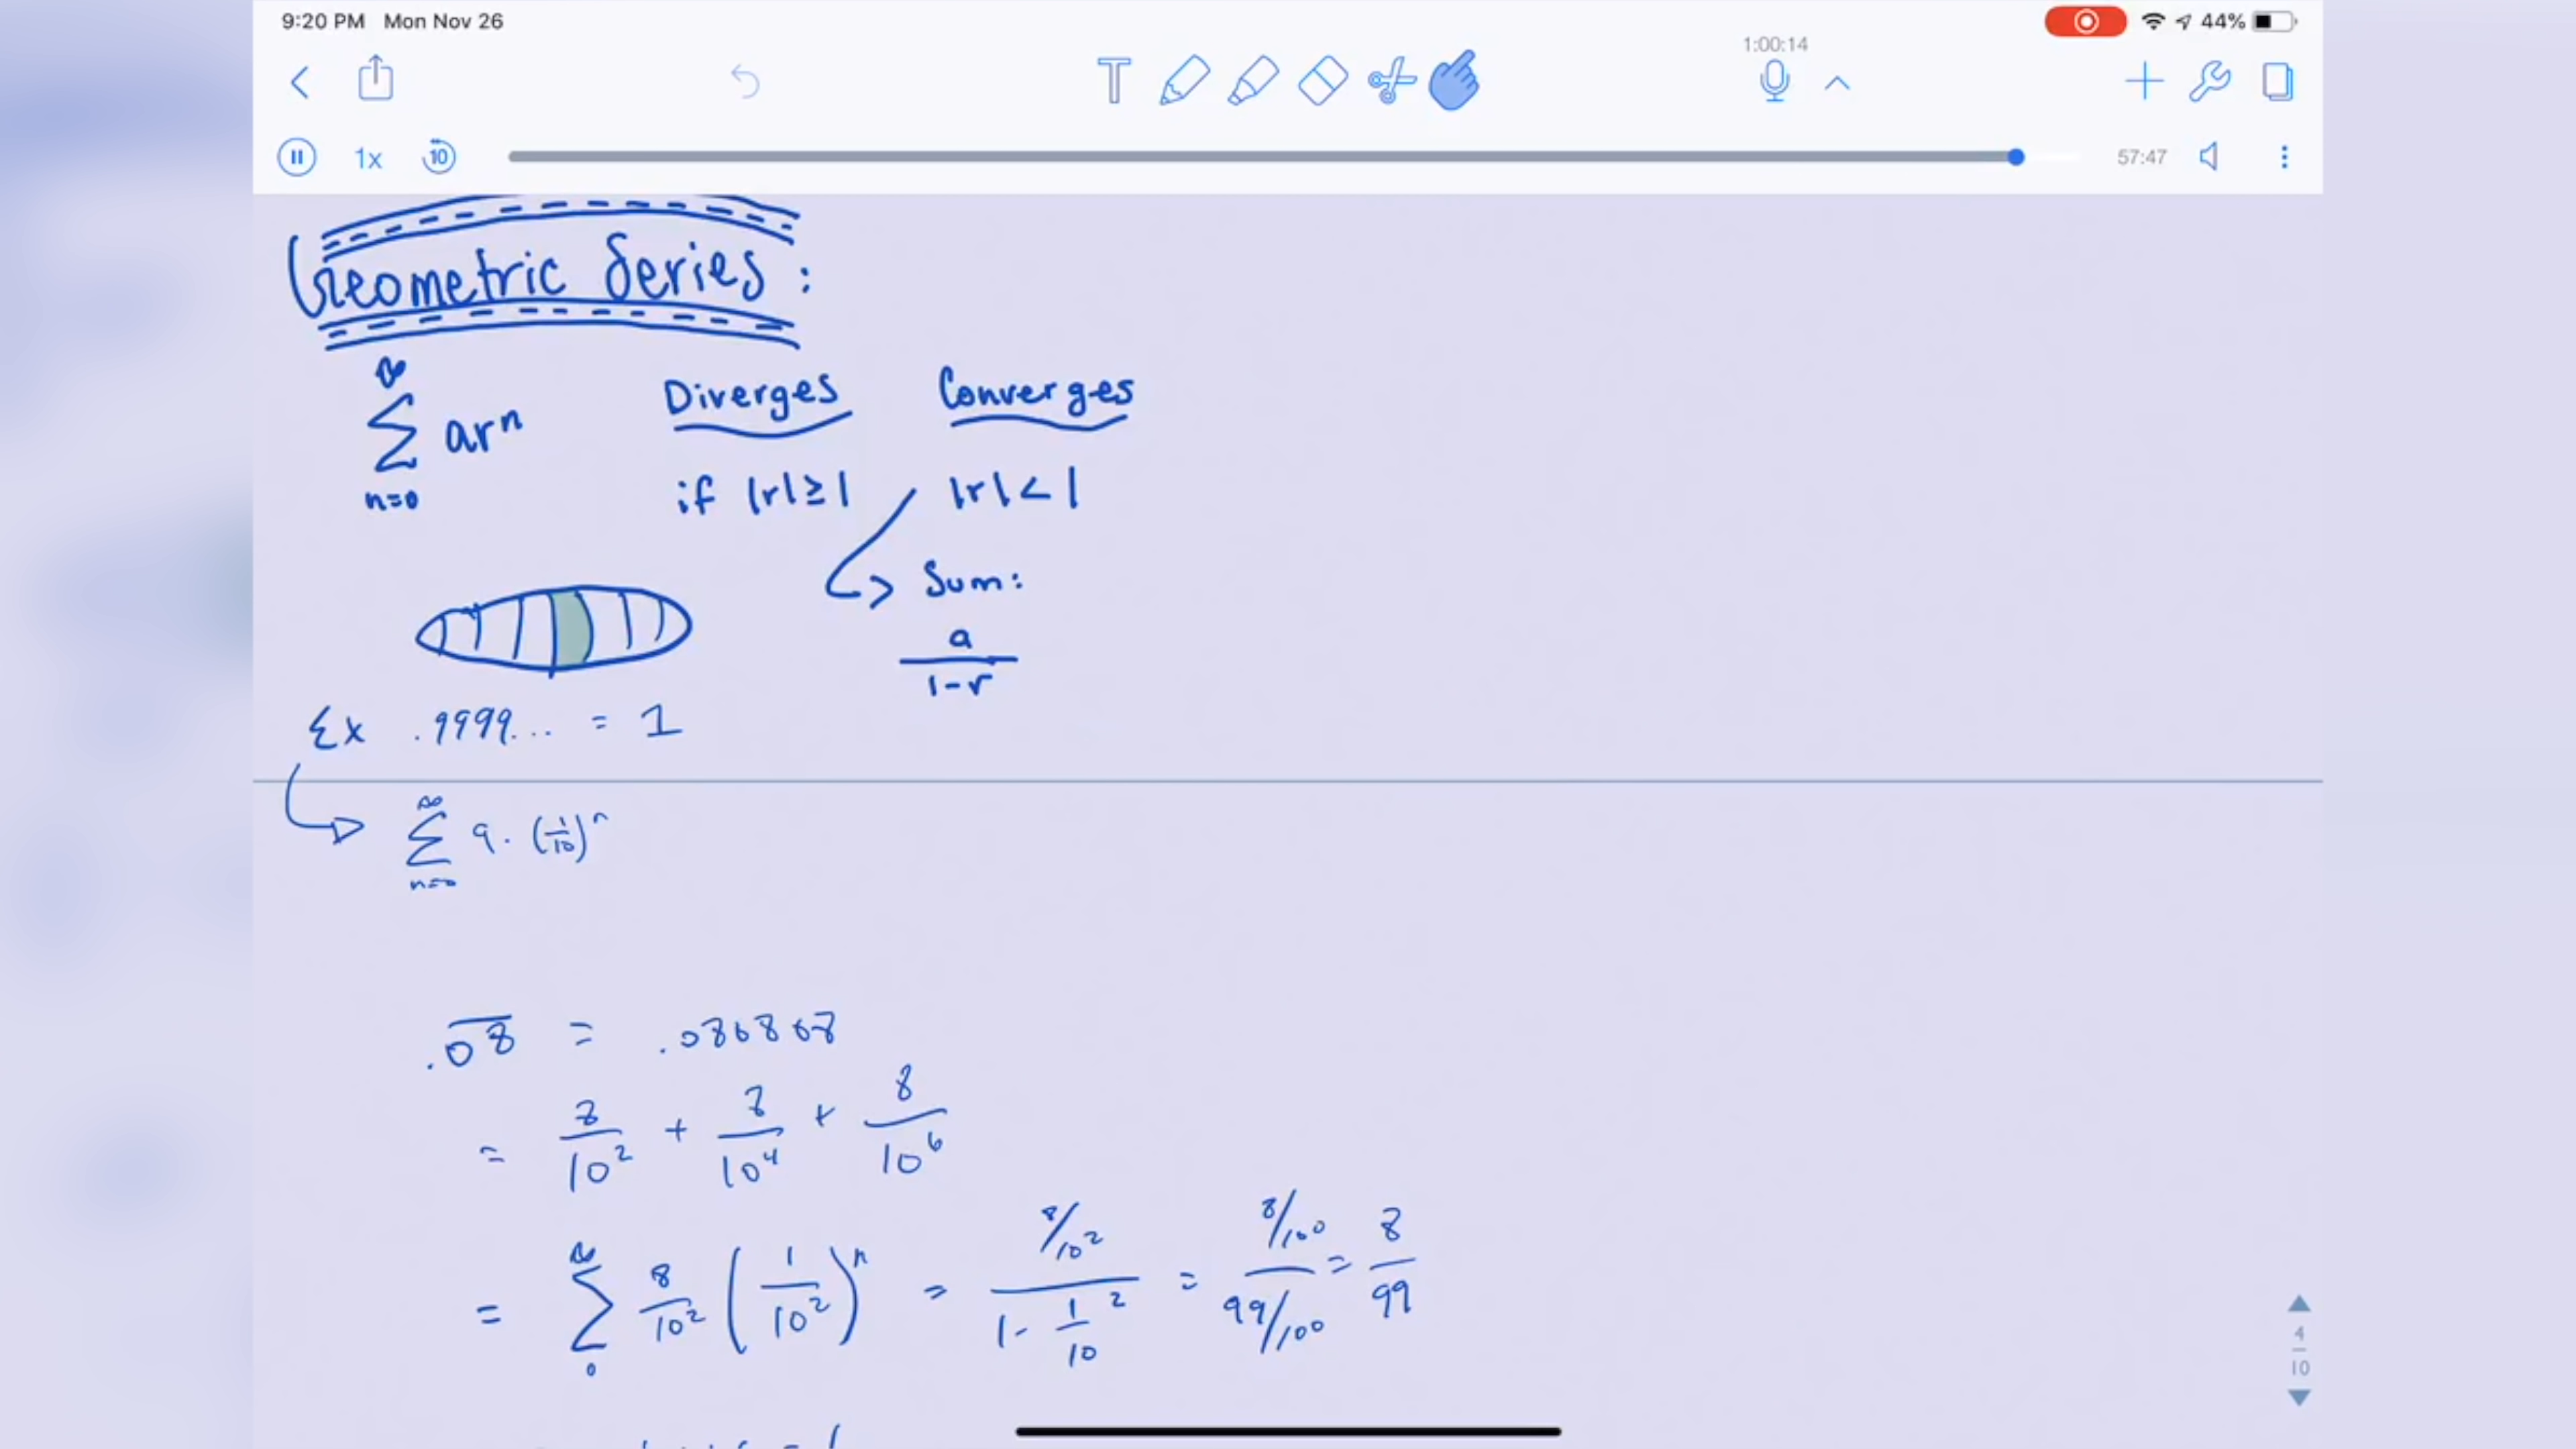 9:20 PM Mon Nov 26
44%
1:00:14
T
1x 10 57:47
Geometric Series:
∞
∑ arⁿ
n=0
Diverges Converges
if |r|≥1 |r|<1
Sum:
a
1-r
Ex .9999... = 1
∞
∑ 9·(1/10)ⁿ
n=0
.0̅8̅ = .080808
= 8/10² + 8/10⁴ + 8/10⁶
∞
= ∑ 8/10² (1/10²)ⁿ = 8/10² / (1 - 1/10 ²) = 8/100 / 99/100 = 8/99
0
4
10